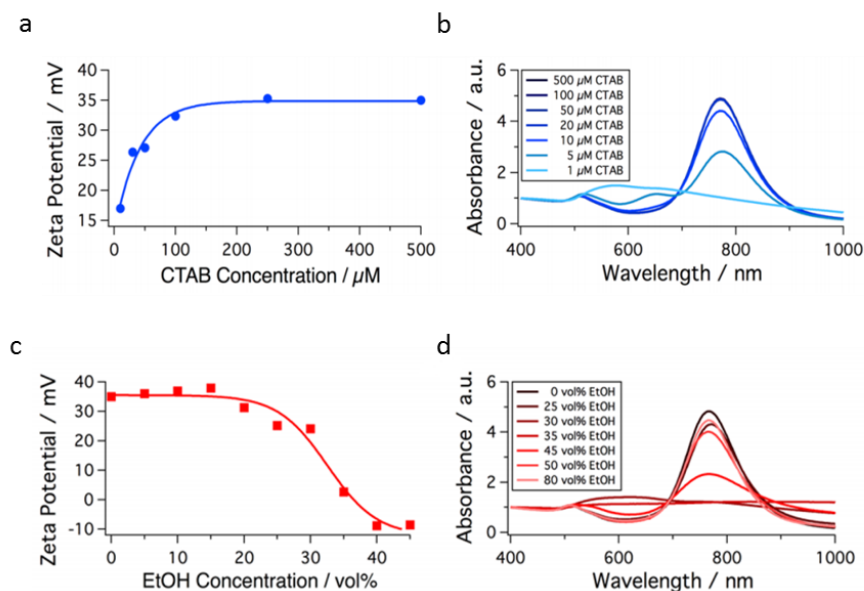 a
40
35
30
25
20
15
Zeta Potential / mV
0
100
200
300
400
500
CTAB Concentration / µM
b
6
4
2
0
Absorbance / a.u.
500 µM CTAB
100 µM CTAB
50 µM CTAB
20 µM CTAB
10 µM CTAB
5 µM CTAB
1 µM CTAB
400
600
800
1000
Wavelength / nm
c
40
30
20
10
0
-10
Zeta Potential / mV
0
10
20
30
40
EtOH Concentration / vol%
d
6
4
2
0
Absorbance / a.u.
0 vol% EtOH
25 vol% EtOH
30 vol% EtOH
35 vol% EtOH
45 vol% EtOH
50 vol% EtOH
80 vol% EtOH
400
600
800
1000
Wavelength / nm